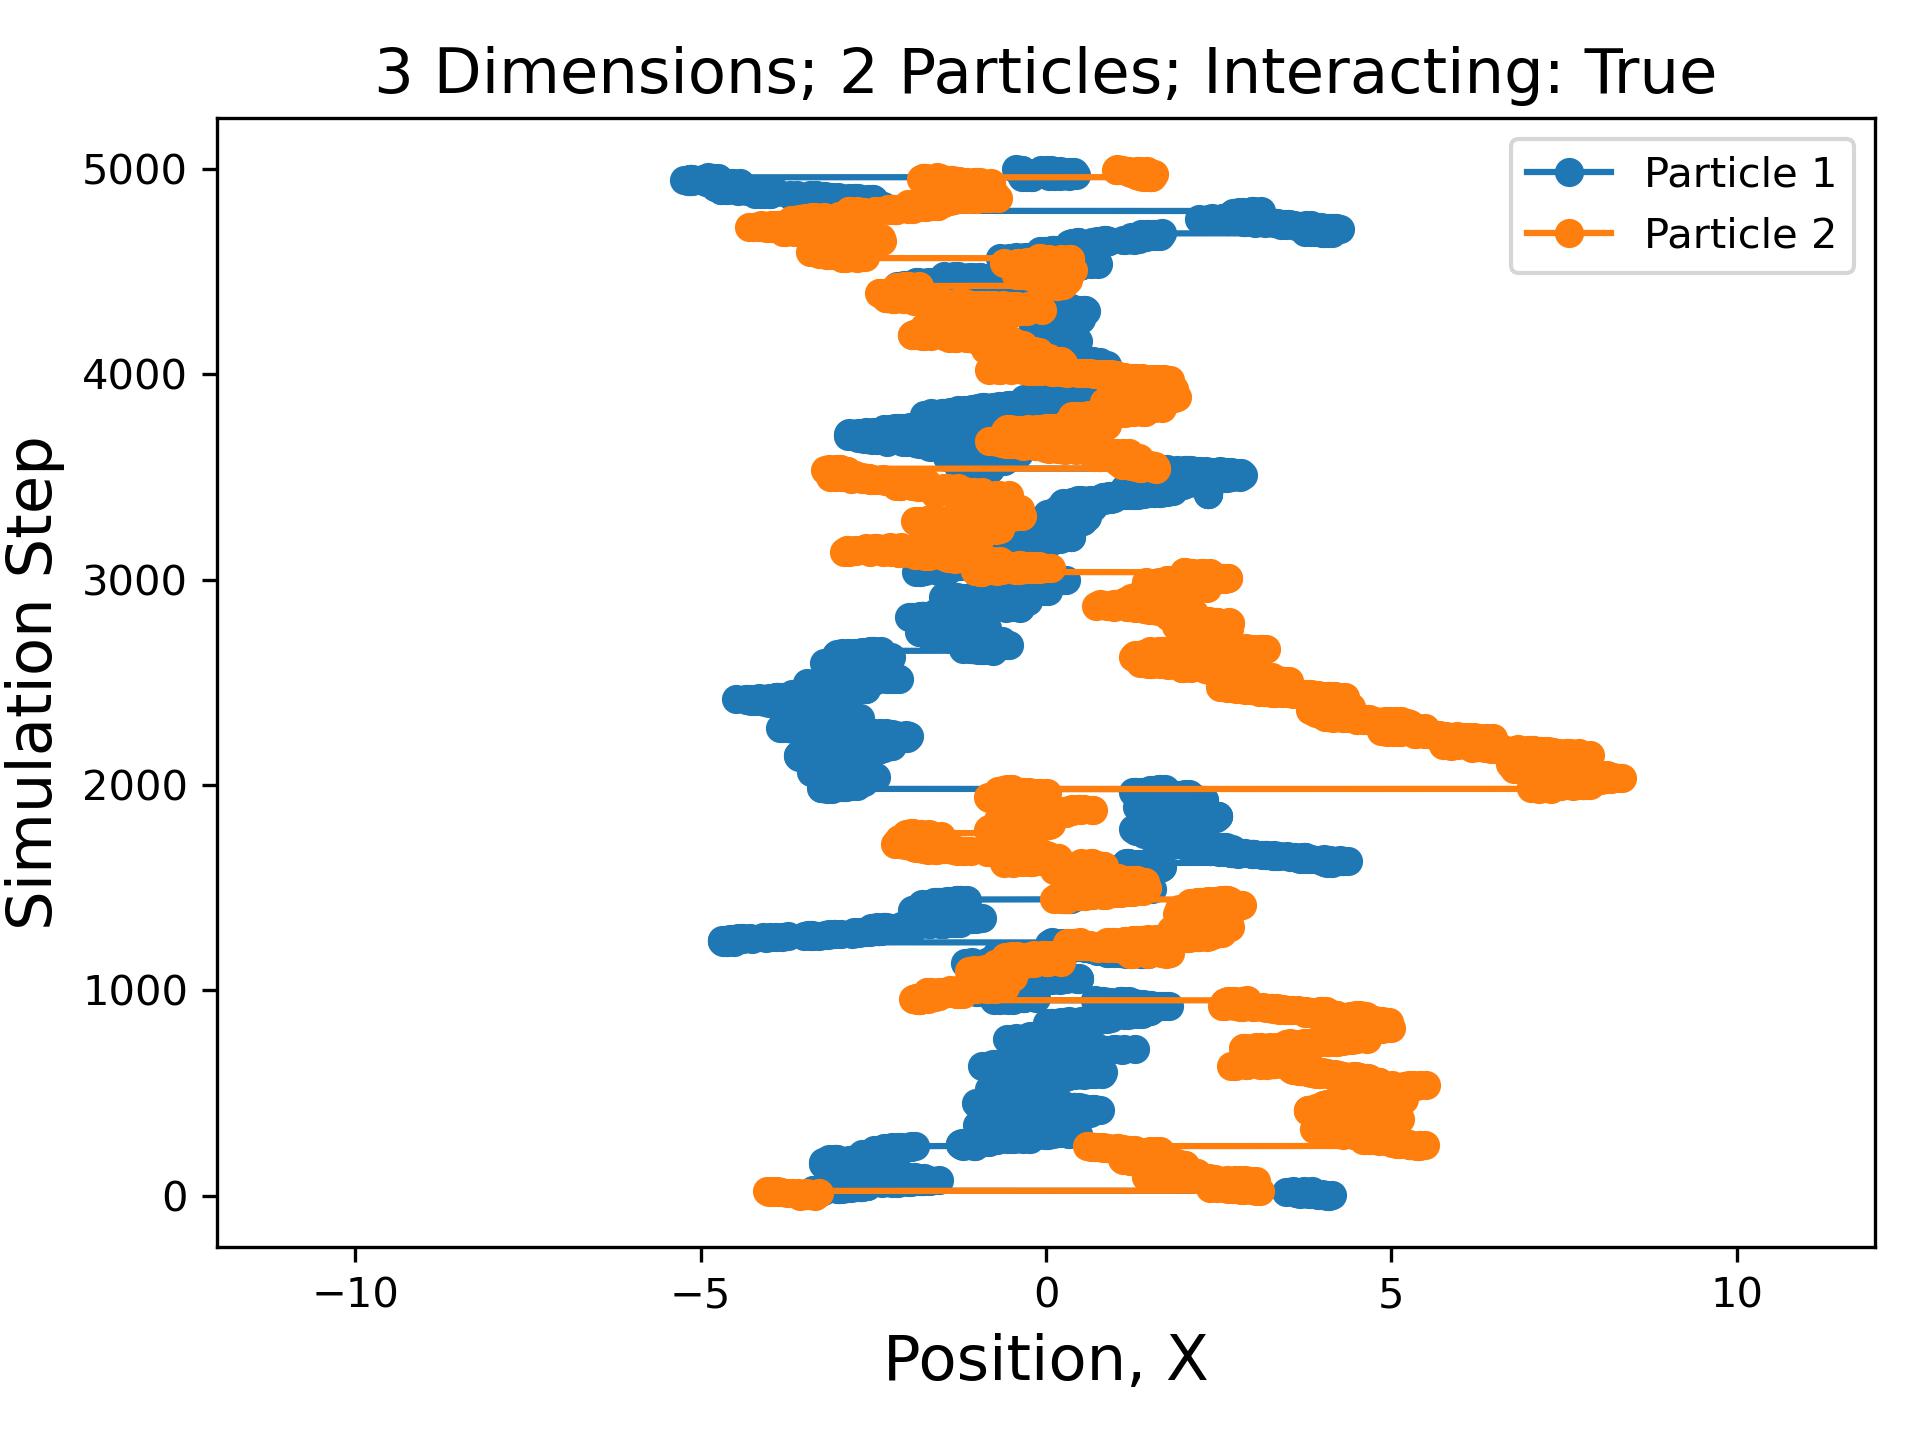 3 Dimensions; 2 Particles; Interacting: True
Particle 1
Particle 2
Simulation Step
5000
4000
3000
2000
1000
0
−10
−5
0
5
10
Position, X